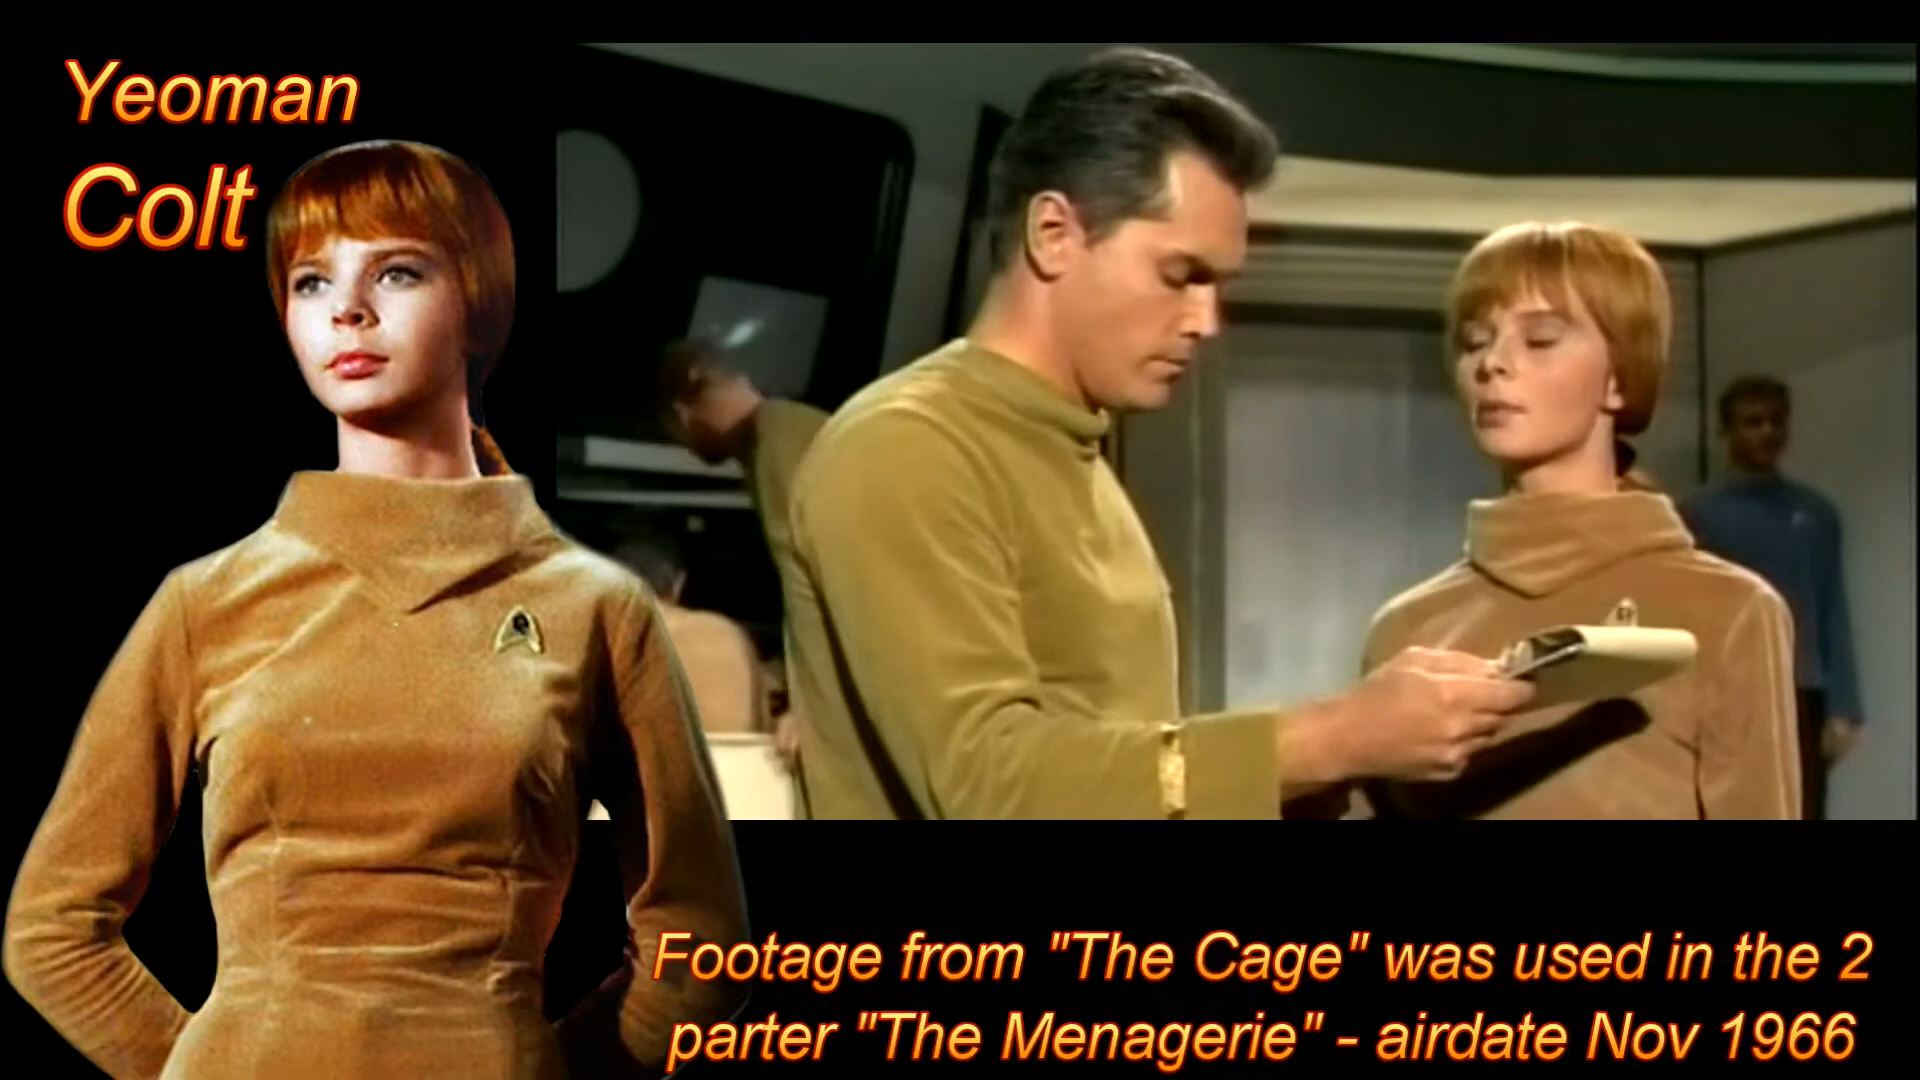 Yeoman
Colt
Footage from "The Cage" was used in the 2
parter "The Menagerie" - airdate Nov 1966